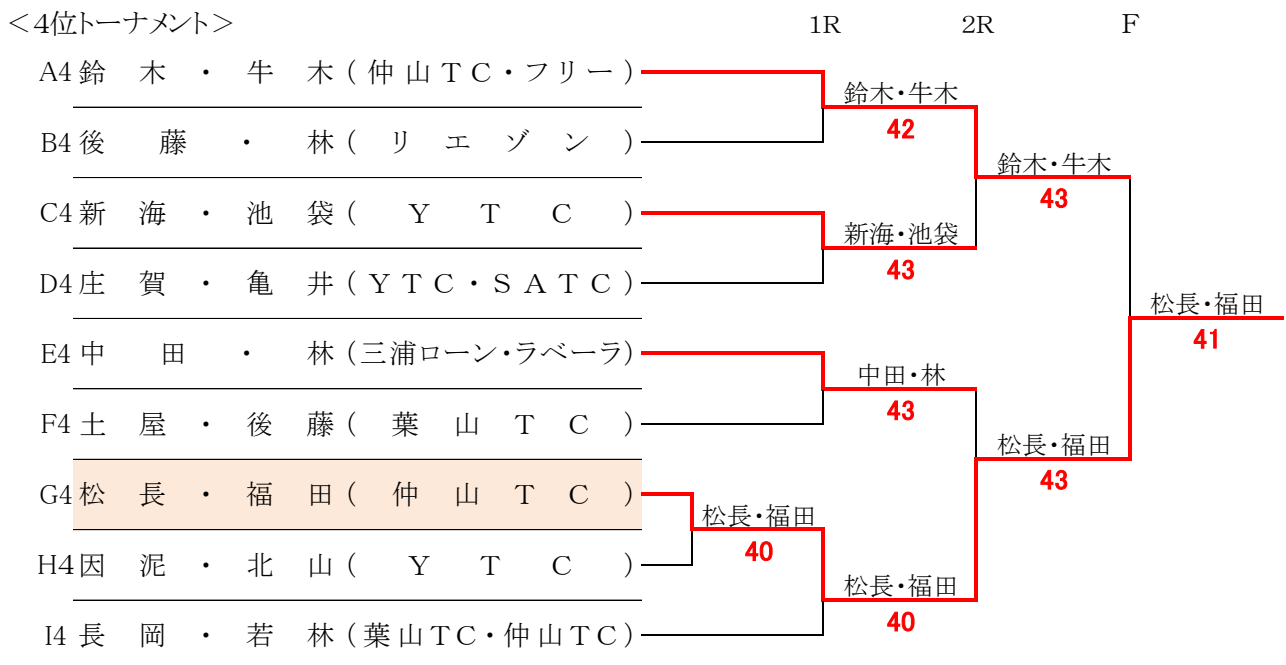 ＜4位トーナメント＞ 1R 2R F
A4 鈴木・牛木(仲山TC・フリー)
鈴木・牛木
42
B4 後藤・林(リエゾン)
鈴木・牛木
43
C4 新海・池袋(YTC)
新海・池袋
43
D4 庄賀・亀井(YTC・SATC)
松長・福田
41
E4 中田・林(三浦ローン・ラベーラ)
中田・林
43
F4 土屋・後藤(葉山TC)
松長・福田
43
G4 松長・福田(仲山TC)
松長・福田
40
H4 因泥・北山(YTC)
松長・福田
40
I4 長岡・若林(葉山TC・仲山TC)